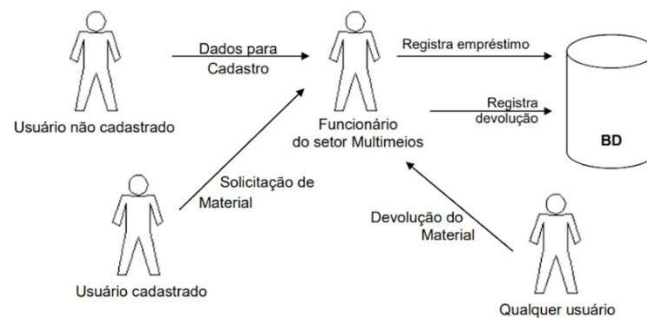 Dados para
Cadastro
Registra empréstimo
Registra
devolução
Usuário não cadastrado
Funcionário
do setor Multimeios
BD
Solicitação de
Material
Devolução do
Material
Usuário cadastrado
Qualquer usuário